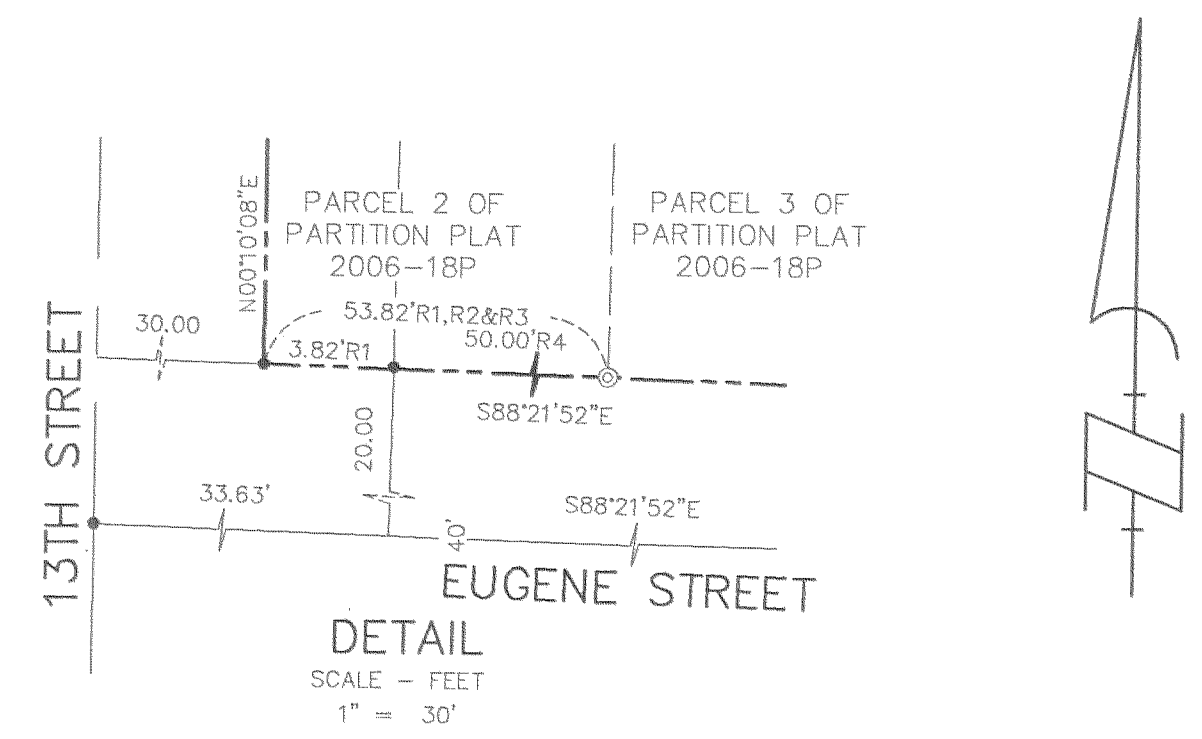 PARCEL 2 OF
PARTITION PLAT
2006-18P
PARCEL 3 OF
PARTITION PLAT
2006-18P
N00°10'08"E
53.82'R1,R2&R3
30.00
50.00'R4
3.82'R1
S88°21'52"E
20.00
13TH STREET
33.63'
S88°21'52"E
40'
EUGENE STREET
DETAIL
SCALE - FEET
1" = 30'
N